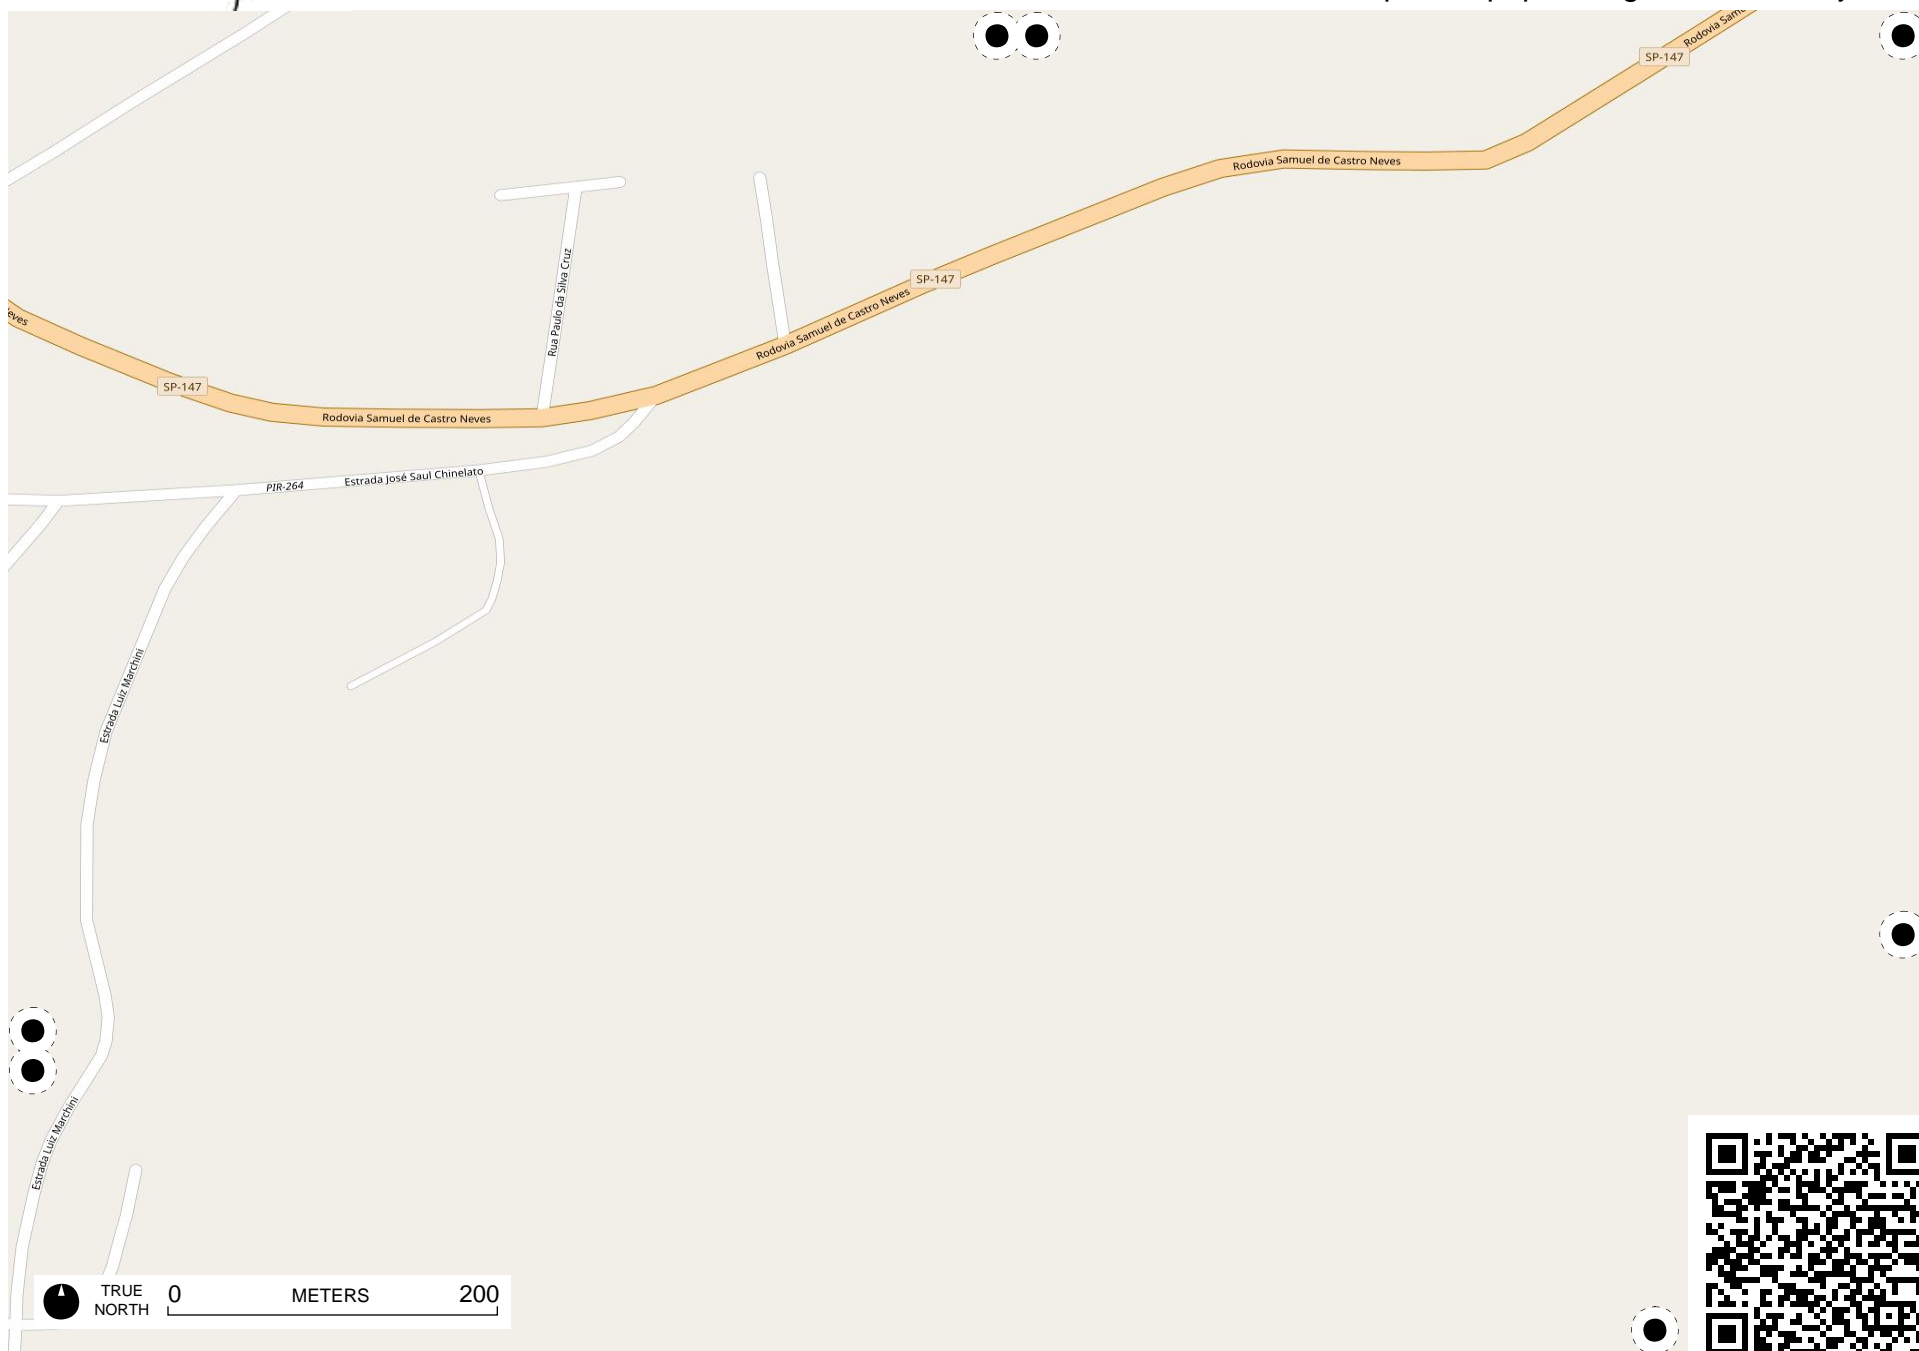 SP-147
Rodovia Samuel de Castro Neves
Rua Paulo da Silva Cruz
SP-147
Rodovia Samuel de Castro Neves
SP-147
Rodovia Samuel de Castro Neves
PIR-264
Estrada José Saul Chinelato
Estrada Luiz Marchini
Estrada Luiz Marchini
TRUE
NORTH
0 METERS 200